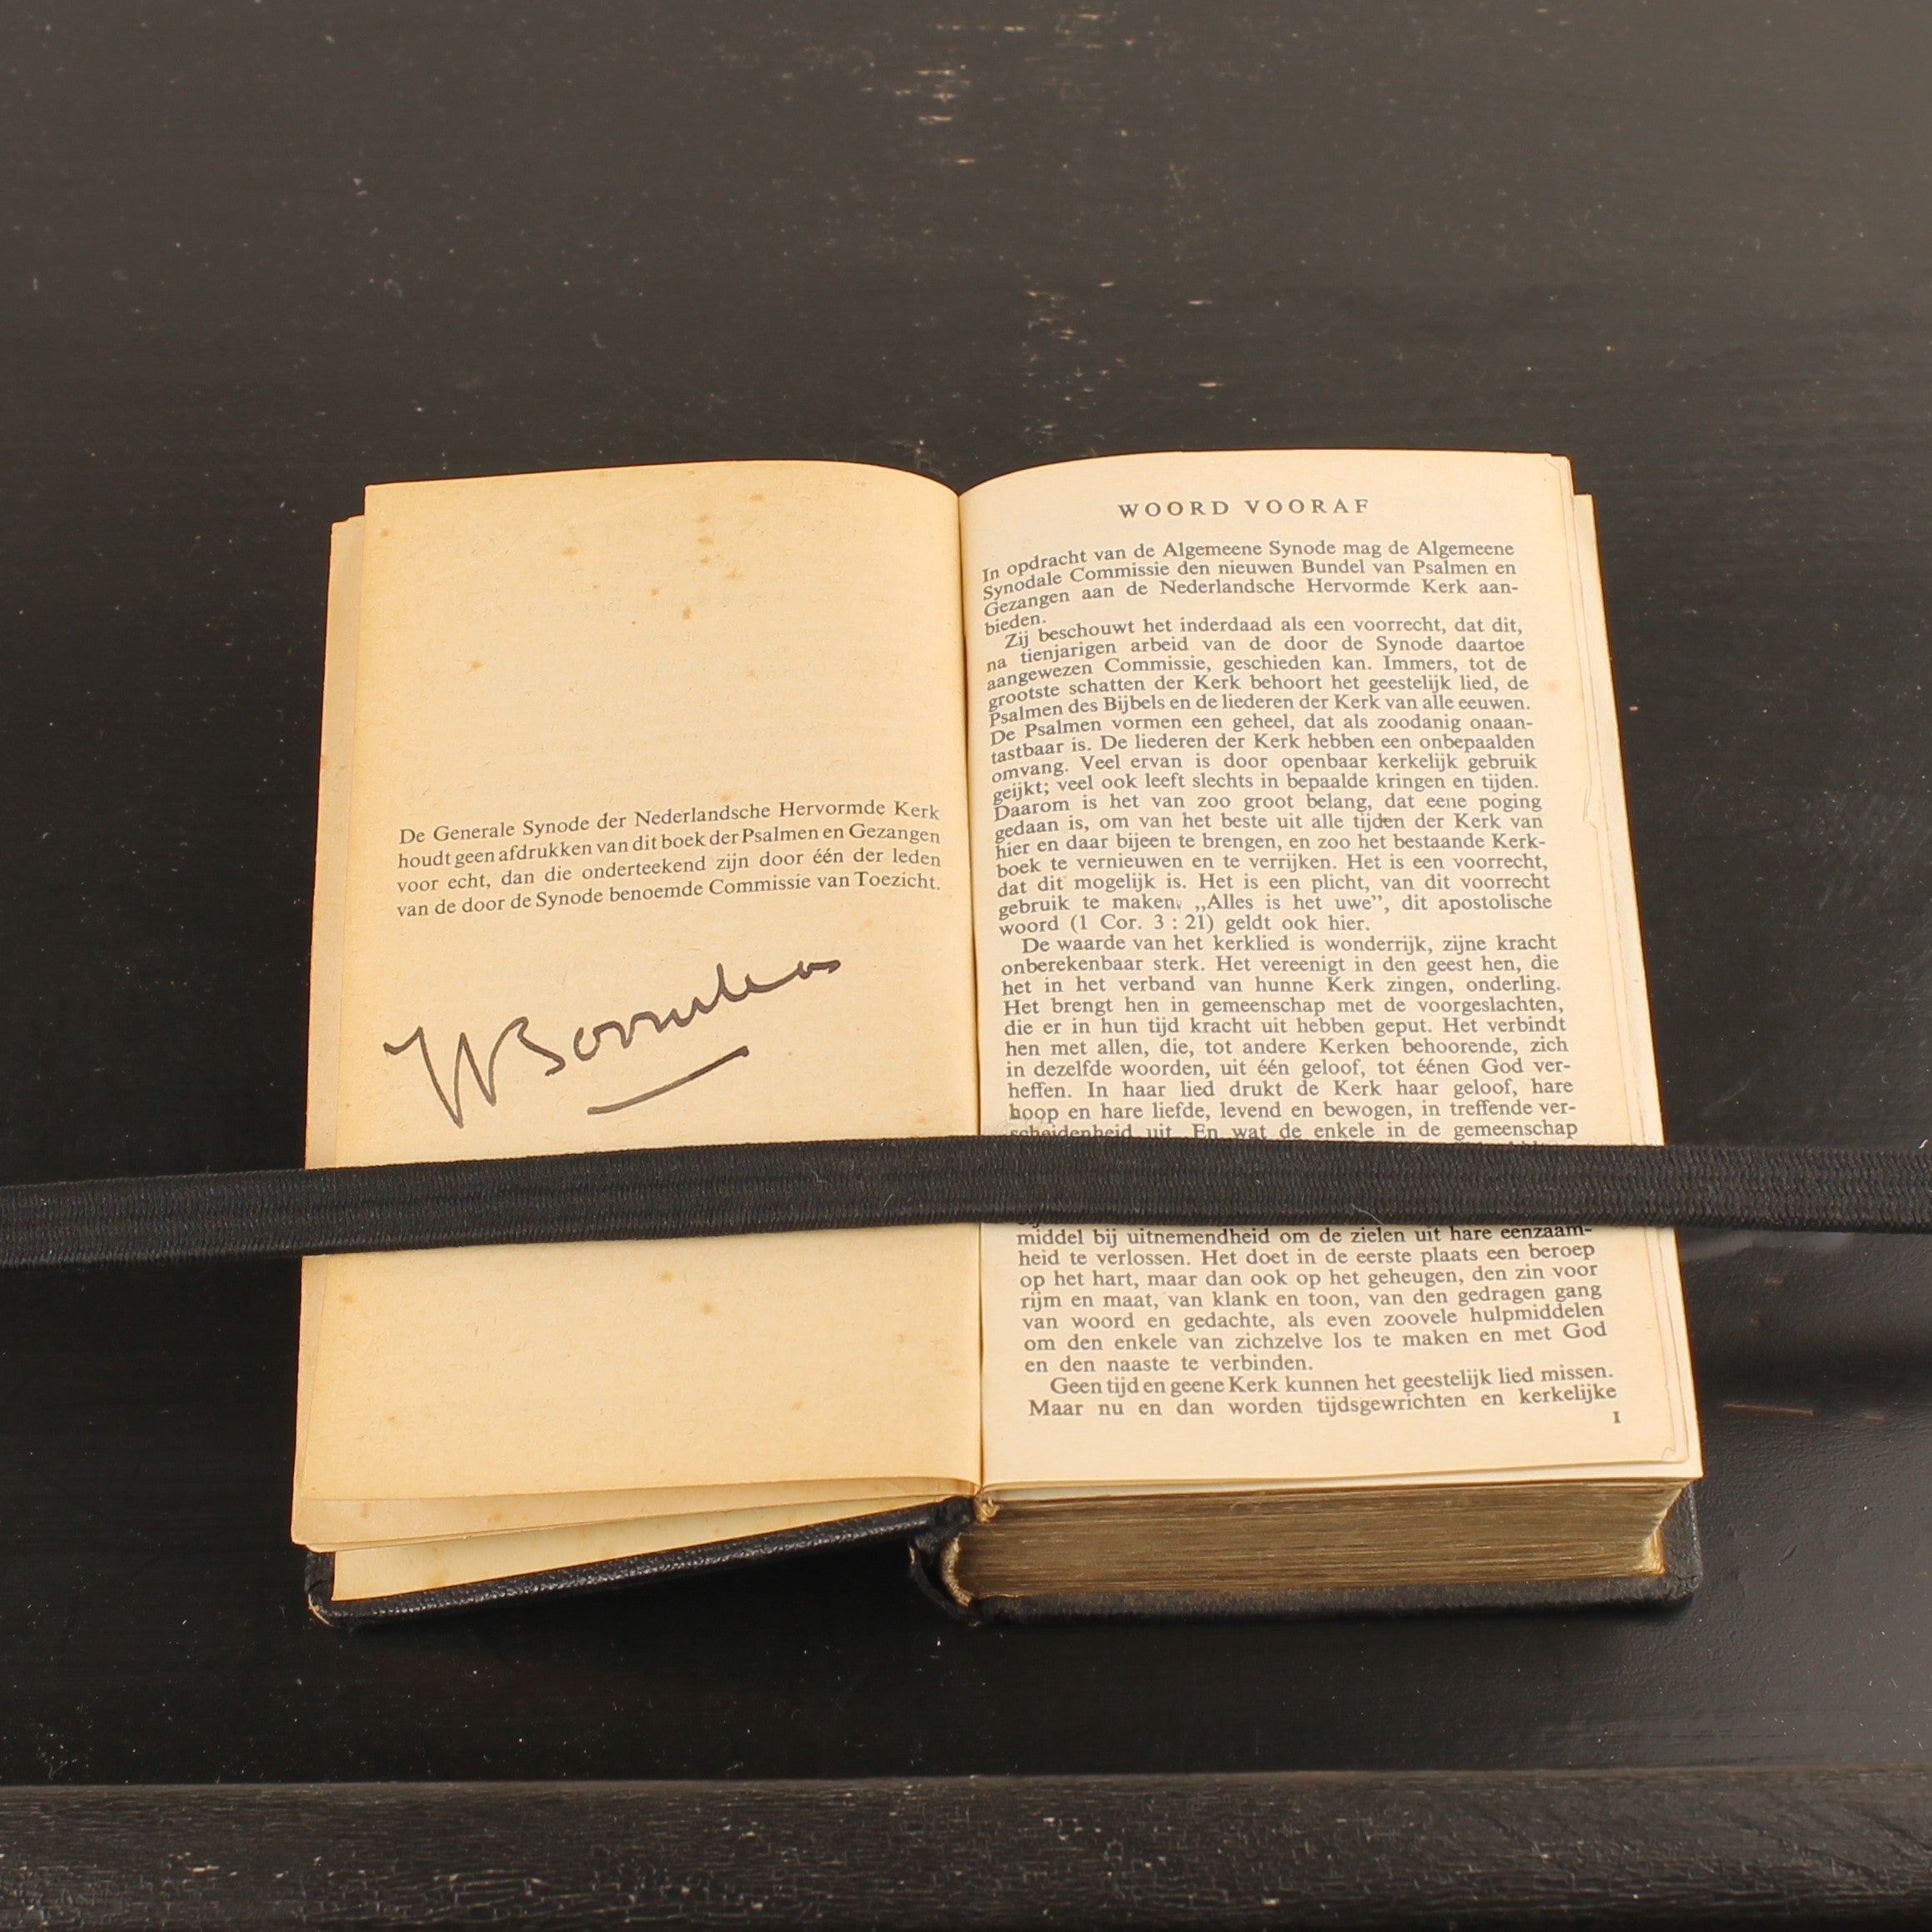 De Generale Synode der Nederlandsche Hervormde Kerk
houdt geen afdrukken van dit boek der Psalmen en Gezangen
voor echt, dan die onderteekend zijn door één der leden
van de door de Synode benoemde Commissie van Toezicht.
WOORD VOORAF
In opdracht van de Algemeene Synode mag de Algemeene
Synodale Commissie den nieuwen Bundel van Psalmen en
Gezangen aan de Nederlandsche Hervormde Kerk aan-
bieden.
Zij beschouwt het inderdaad als een voorrecht, dat dit,
na tienjarigen arbeid van de door de Synode daartoe
aangewezen Commissie, geschieden kan. Immers, tot de
grootste schatten der Kerk behoort het geestelijk lied, de
Psalmen des Bijbels en de liederen der Kerk van alle eeuwen.
De Psalmen vormen een geheel, dat als zoodanig onaan-
tastbaar is. De liederen der Kerk hebben een onbepaalden
omvang. Veel ervan is door openbaar kerkelijk gebruik
geijkt; veel ook leeft slechts in bepaalde kringen en tijden.
Daarom is het van zoo groot belang, dat eene poging
gedaan is, om van het beste uit alle tijden der Kerk van
hier en daar bijeen te brengen, en zoo het bestaande Kerk-
boek te vernieuwen en te verrijken. Het is een voorrecht,
dat dit mogelijk is. Het is een plicht, van dit voorrecht
gebruik te maken. „Alles is het uwe”, dit apostolische
woord (1 Cor. 3 : 21) geldt ook hier.
De waarde van het kerklied is wonderrijk, zijne kracht
onberekenbaar sterk. Het vereenigt in den geest hen, die
het in het verband van hunne Kerk zingen, onderling.
Het brengt hen in gemeenschap met de voorgeslachten,
die er in hun tijd kracht uit hebben geput. Het verbindt
hen met allen, die, tot andere Kerken behoorende, zich
in dezelfde woorden, uit één geloof, tot éénen God ver-
heffen. In haar lied drukt de Kerk haar geloof, hare
hoop en hare liefde, levend en bewogen, in treffende ver-
scheidenheid uit. En wat de enkele in de gemeenschap
middel bij uitnemendheid om de zielen uit hare eenzaam-
heid te verlossen. Het doet in de eerste plaats een beroep
op het hart, maar dan ook op het geheugen, den zin voor
rijm en maat, van klank en toon, van den gedragen gang
van woord en gedachte, als even zoovele hulpmiddelen
om den enkele van zichzelve los te maken en met God
en den naaste te verbinden.
Geen tijd en geene Kerk kunnen het geestelijk lied missen.
Maar nu en dan worden tijdsgewrichten en kerkelijke
I